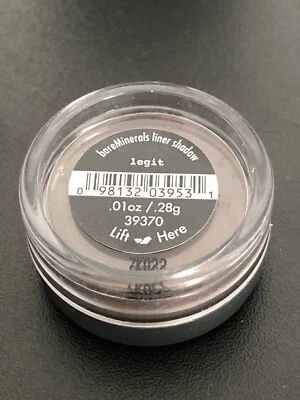 bareMinerals liner shadow
legit
0 98132 03953 1
.01oz /.28g
39370
Lift Here